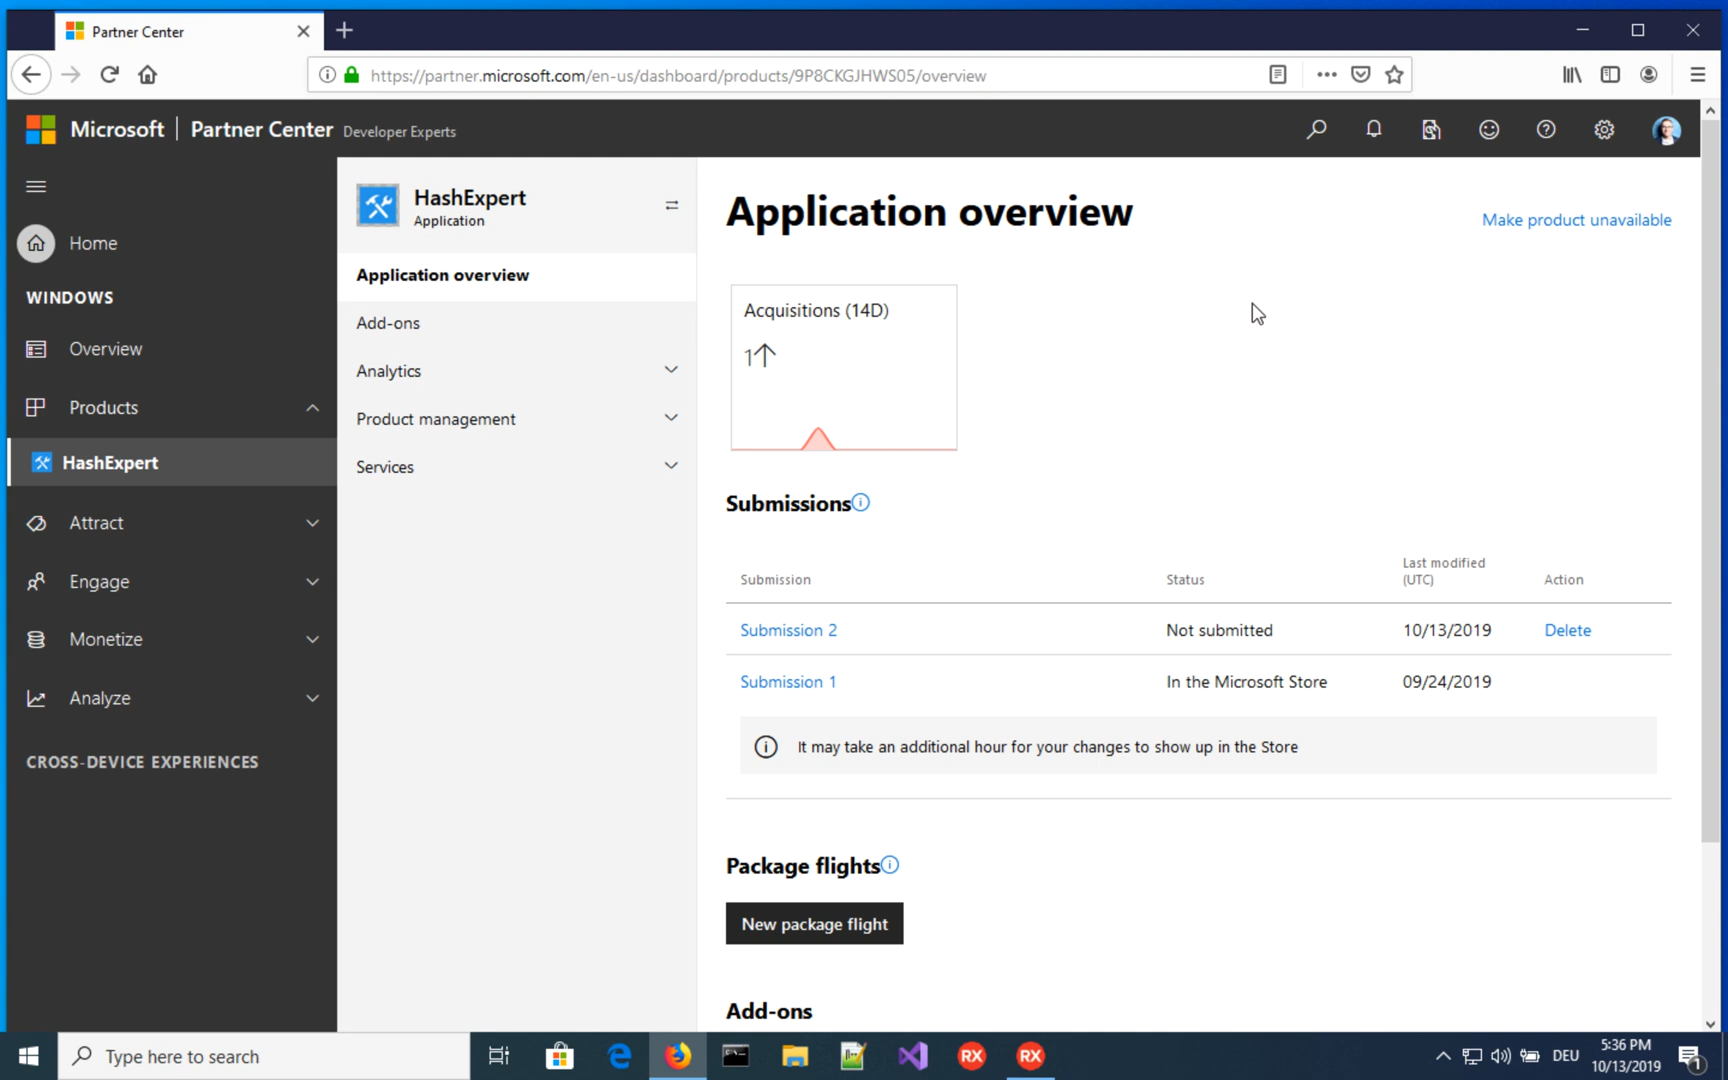 Partner Center
https://partner.microsoft.com/en-us/dashboard/products/9P8CKGJHWS05/overview
Microsoft | Partner Center Developer Experts
Home
WINDOWS
Overview
Products
HashExpert
Attract
Engage
Monetize
Analyze
CROSS-DEVICE EXPERIENCES
HashExpert
Application
Application overview
Add-ons
Analytics
Product management
Services
Application overview
Make product unavailable
Acquisitions (14D)
1
Submissions
Submission Status Last modified (UTC) Action
Submission 2 Not submitted 10/13/2019 Delete
Submission 1 In the Microsoft Store 09/24/2019
It may take an additional hour for your changes to show up in the Store
Package flights
New package flight
Add-ons
Type here to search
RX
RX
DEU
5:36 PM
10/13/2019
1